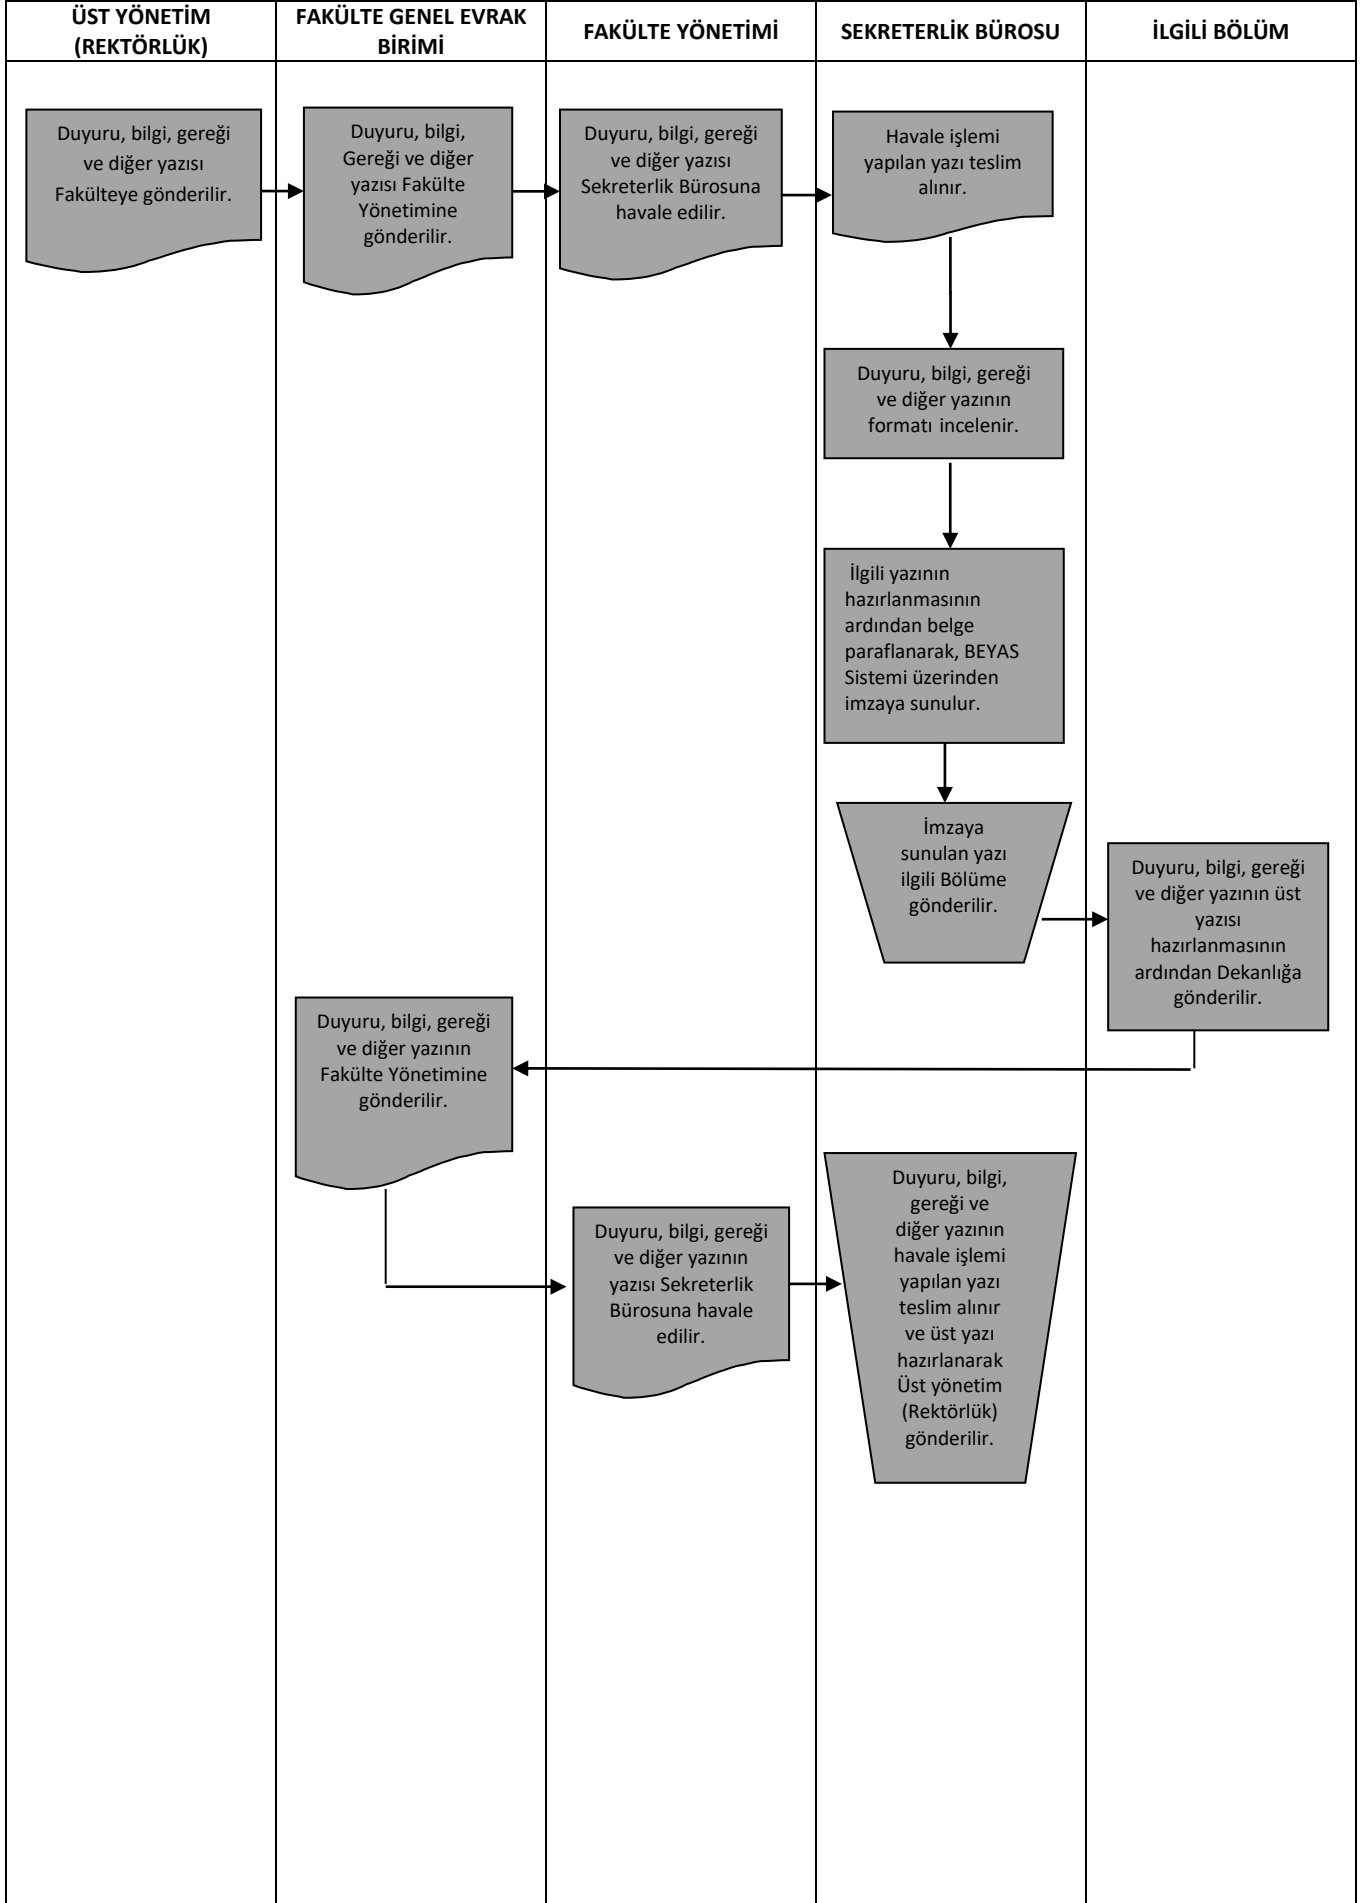 ÜST YÖNETİM
(REKTÖRLÜK)
FAKÜLTE GENEL EVRAK
BİRİMİ
FAKÜLTE YÖNETİMİ
SEKRETERLİK BÜROSU
İLGİLİ BÖLÜM
Duyuru, bilgi, gereği
ve diğer yazısı
Fakülteye gönderilir.
Duyuru, bilgi,
Gereği ve diğer
yazısı Fakülte
Yönetimine
gönderilir.
Duyuru, bilgi, gereği
ve diğer yazısı
Sekreterlik Bürosuna
havale edilir.
Havale işlemi
yapılan yazı teslim
alınır.
Duyuru, bilgi, gereği
ve diğer yazının
formatı incelenir.
İlgili yazının
hazırlanmasının
ardından belge
paraflanarak, BEYAS
Sistemi üzerinden
imzaya sunulur.
İmzaya
sunulan yazı
ilgili Bölüme
gönderilir.
Duyuru, bilgi, gereği
ve diğer yazının üst
yazısı
hazırlanmasının
ardından Dekanlığa
gönderilir.
Duyuru, bilgi, gereği
ve diğer yazının
Fakülte Yönetimine
gönderilir.
Duyuru, bilgi, gereği
ve diğer yazının
yazısı Sekreterlik
Bürosuna havale
edilir.
Duyuru, bilgi,
gereği ve
diğer yazının
havale işlemi
yapılan yazı
teslim alınır
ve üst yazı
hazırlanarak
Üst yönetim
(Rektörlük)
gönderilir.